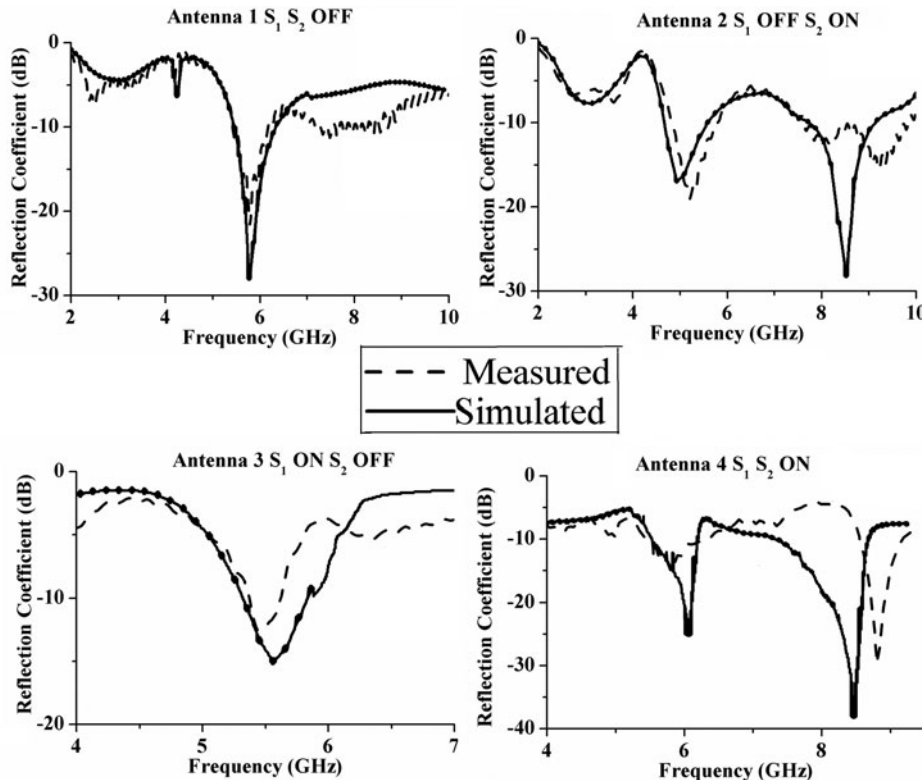 Antenna 1 S₁ S₂ OFF
Reflection Coefficient (dB)
0
-10
-20
-30
2
4
6
8
10
Frequency (GHz)
Antenna 2 S₁ OFF S₂ ON
Reflection Coefficient (dB)
0
-10
-20
-30
2
4
6
8
10
Frequency (GHz)
Measured
Simulated
Antenna 3 S₁ ON S₂ OFF
Reflection Coefficient (dB)
0
-10
-20
4
5
6
7
Frequency (GHz)
Antenna 4 S₁ S₂ ON
Reflection Coefficient (dB)
0
-10
-20
-30
-40
4
6
8
Frequency (GHz)